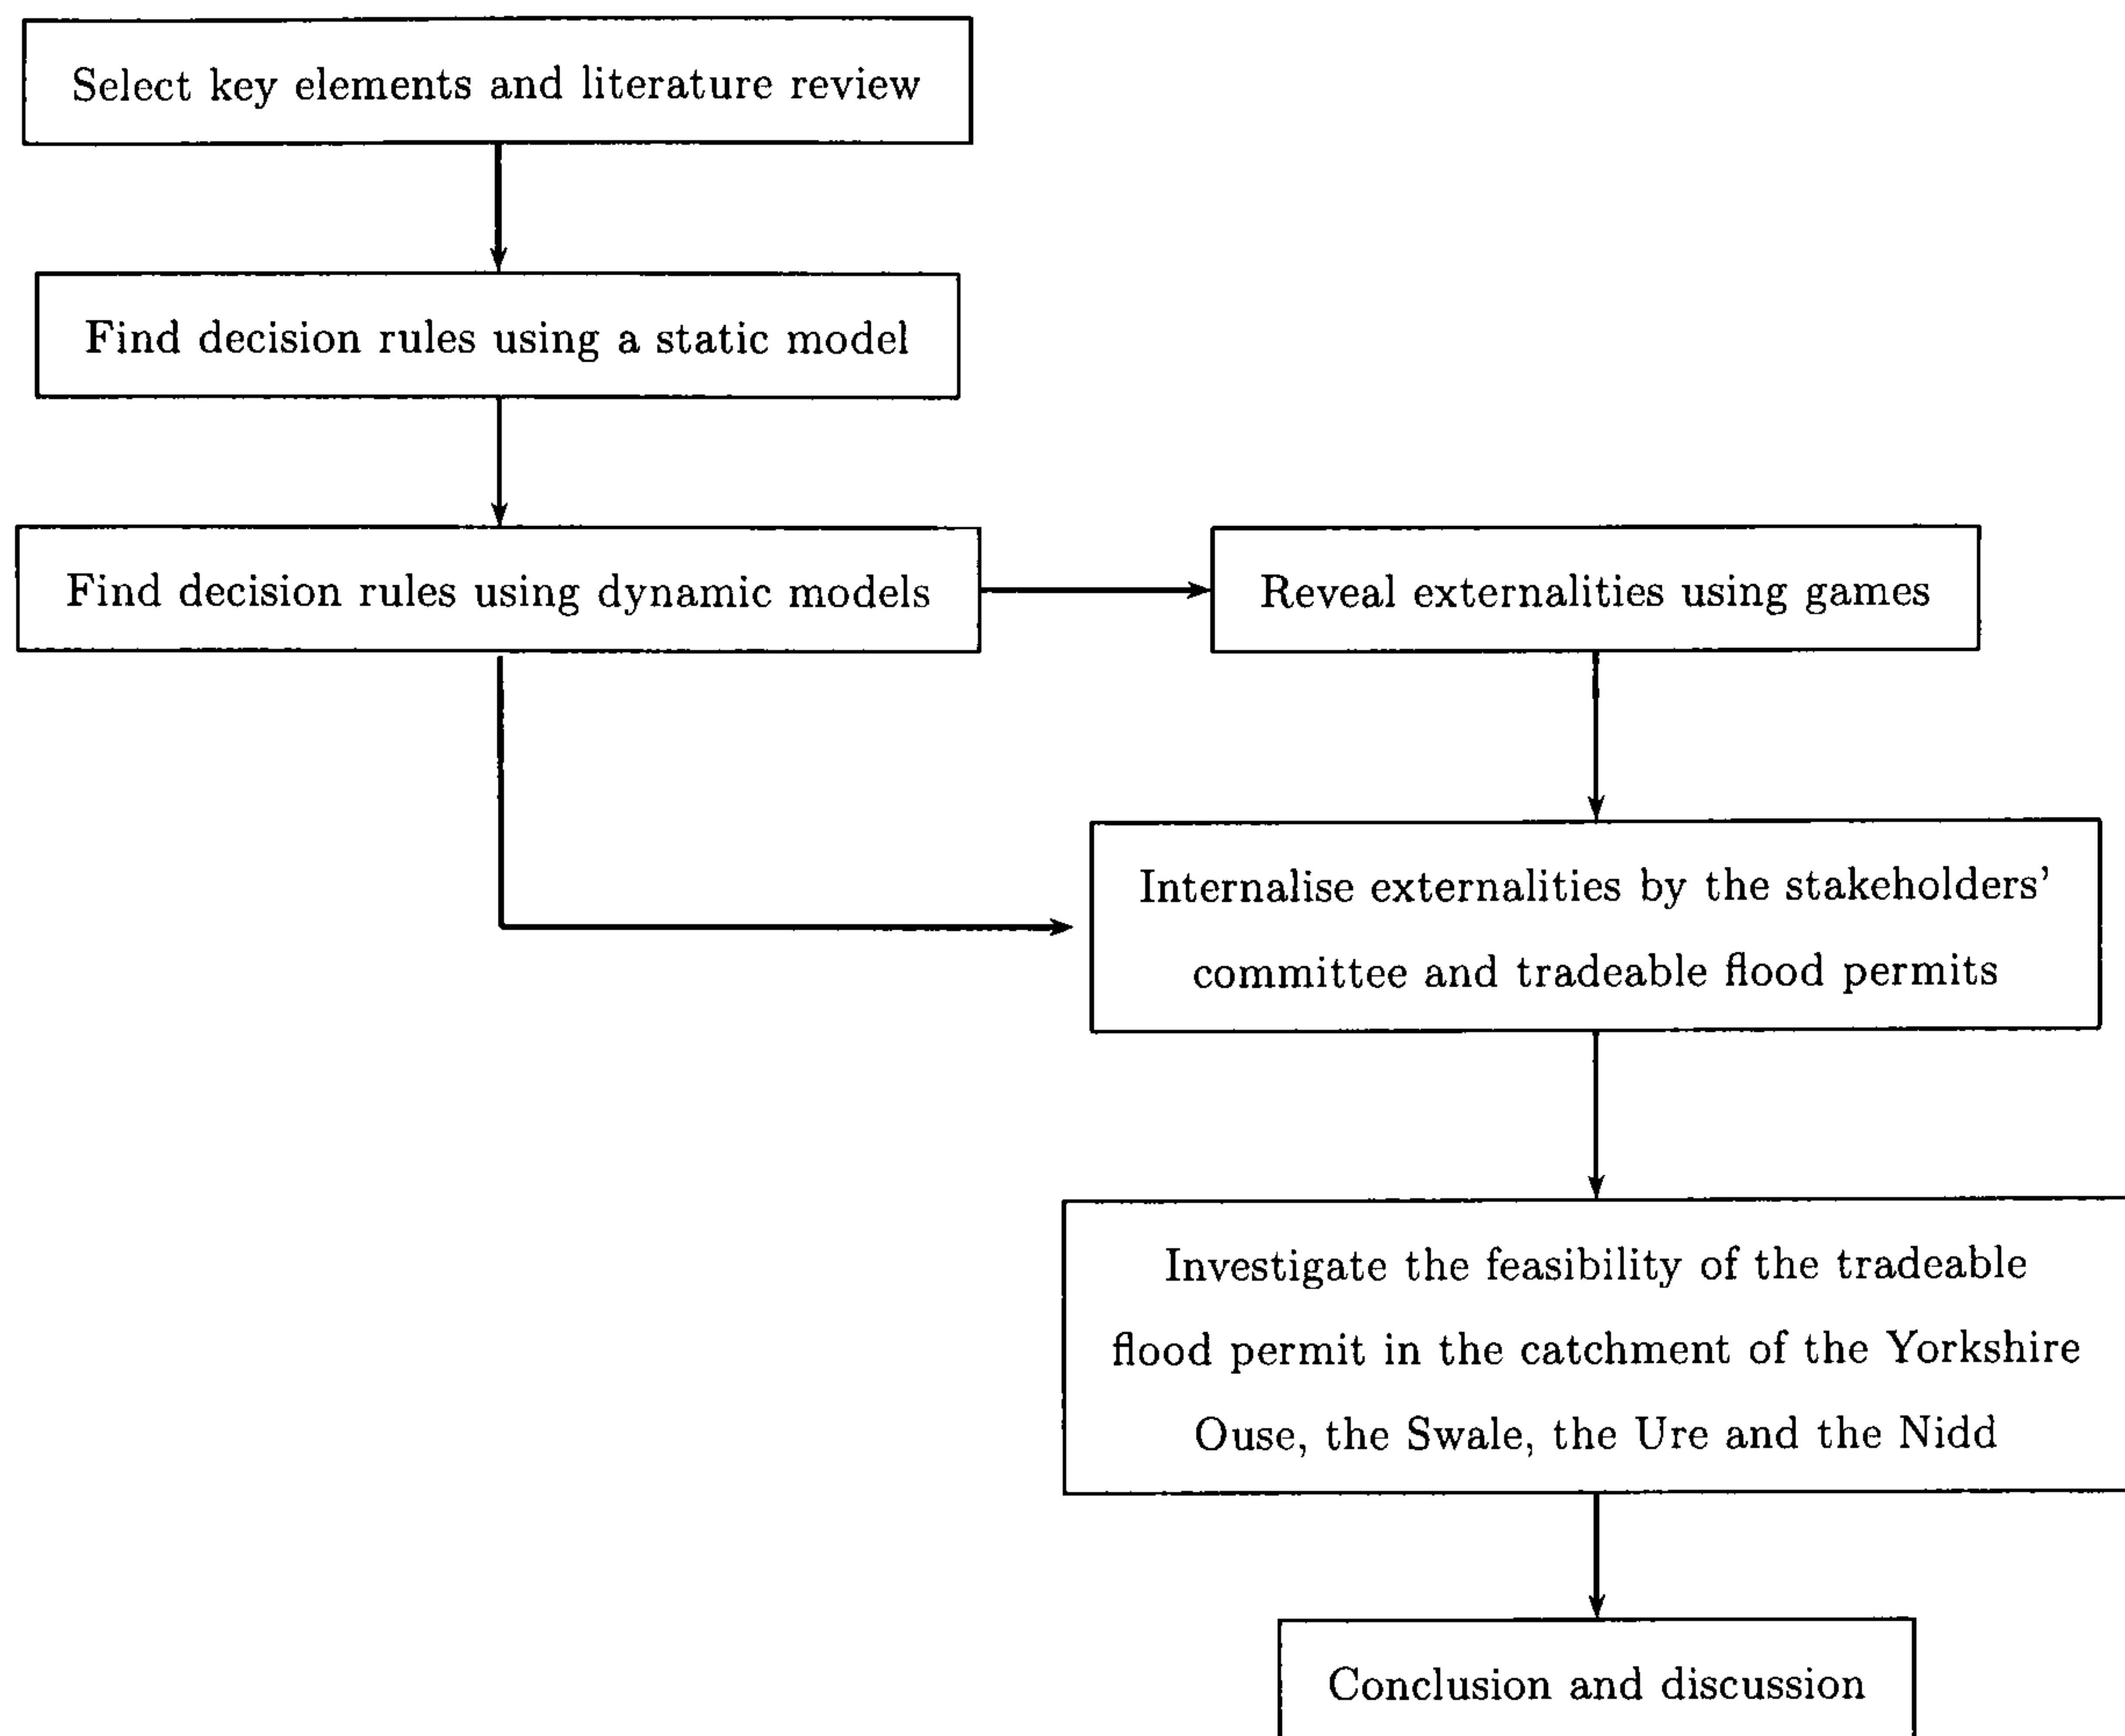 Select key elements and literature review
Find decision rules using a static model
Find decision rules using dynamic models
Reveal externalities using games
Internalise externalities by the stakeholders’
committee and tradeable flood permits
Investigate the feasibility of the tradeable
flood permit in the catchment of the Yorkshire
Ouse, the Swale, the Ure and the Nidd
Conclusion and discussion